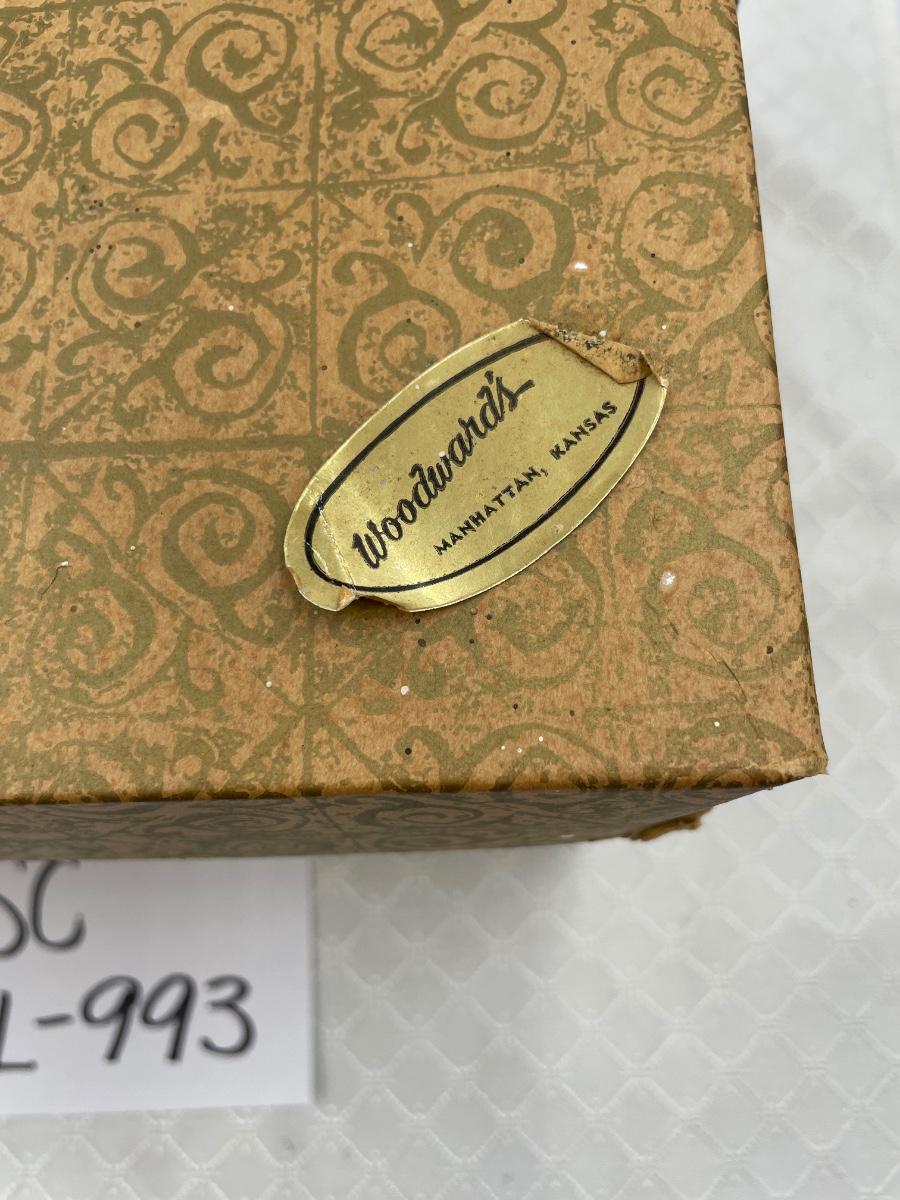 Woodward's
MANHATTAN, KANSAS
SC
L-993